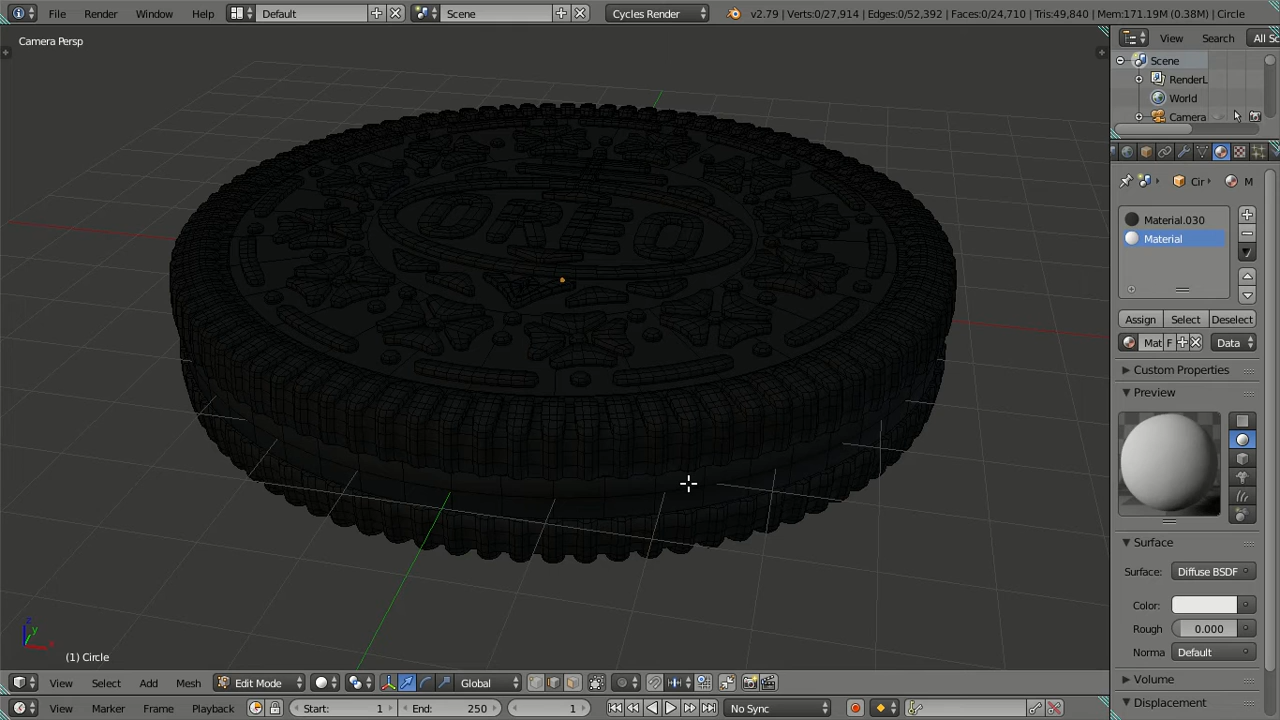 File Render Window Help Default Scene Cycles Render v2.79 | Verts:0/27,914 | Edges:0/52,392 | Faces:0/24,710 | Tris:49,840 | Mem:171.19M (0.38M) | Circle
Camera Persp
View Search All Sc
Scene
RenderL
World
Camera
OREO
Cir M
Material.030
Material
Assign Select Deselect
Mat F Data
Custom Properties
Preview
Surface
Surface: Diffuse BSDF
Color:
Rough 0.000
Norma Default
Volume
Displacement
z
y
x
(1) Circle
View Select Add Mesh Edit Mode Global
View Marker Frame Playback Start: 1 End: 250 1 No Sync